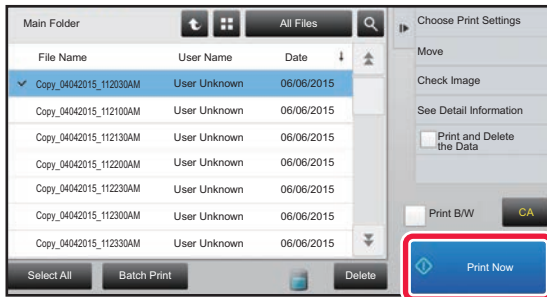 Main Folder
All Files
File Name User Name Date
Copy_04042015_112030AM User Unknown 06/06/2015
Copy_04042015_112100AM User Unknown 06/06/2015
Copy_04042015_112130AM User Unknown 06/06/2015
Copy_04042015_112200AM User Unknown 06/06/2015
Copy_04042015_112230AM User Unknown 06/06/2015
Copy_04042015_112300AM User Unknown 06/06/2015
Copy_04042015_112330AM User Unknown 06/06/2015
Select All Batch Print Delete
Choose Print Settings
Move
Check Image
See Detail Information
Print and Delete
the Data
Print B/W CA
Print Now